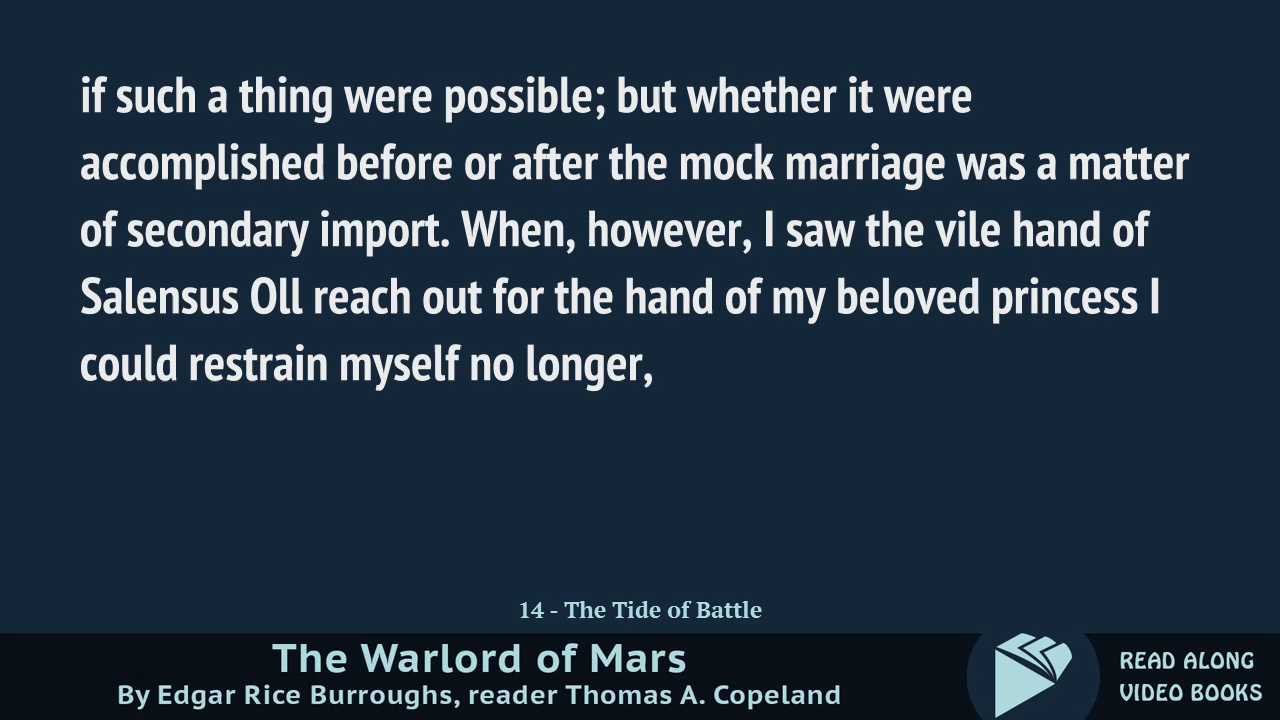 if such a thing were possible; but whether it were
accomplished before or after the mock marriage was a matter
of secondary import. When, however, I saw the vile hand of
Salensus Oll reach out for the hand of my beloved princess I
could restrain myself no longer,
14 - The Tide of Battle
The Warlord of Mars
By Edgar Rice Burroughs, reader Thomas A. Copeland
READ ALONG
VIDEO BOOKS